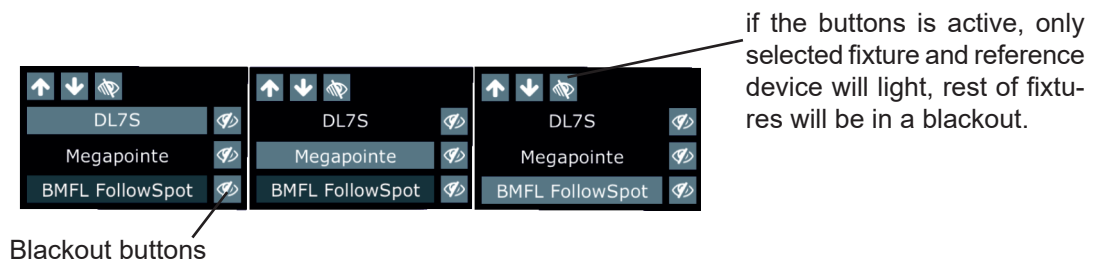 if the buttons is active, only
selected fixture and reference
device will light, rest of fixtu-
res will be in a blackout.
DL7S
Megapointe
BMFL FollowSpot
DL7S
Megapointe
BMFL FollowSpot
DL7S
Megapointe
BMFL FollowSpot
Blackout buttons